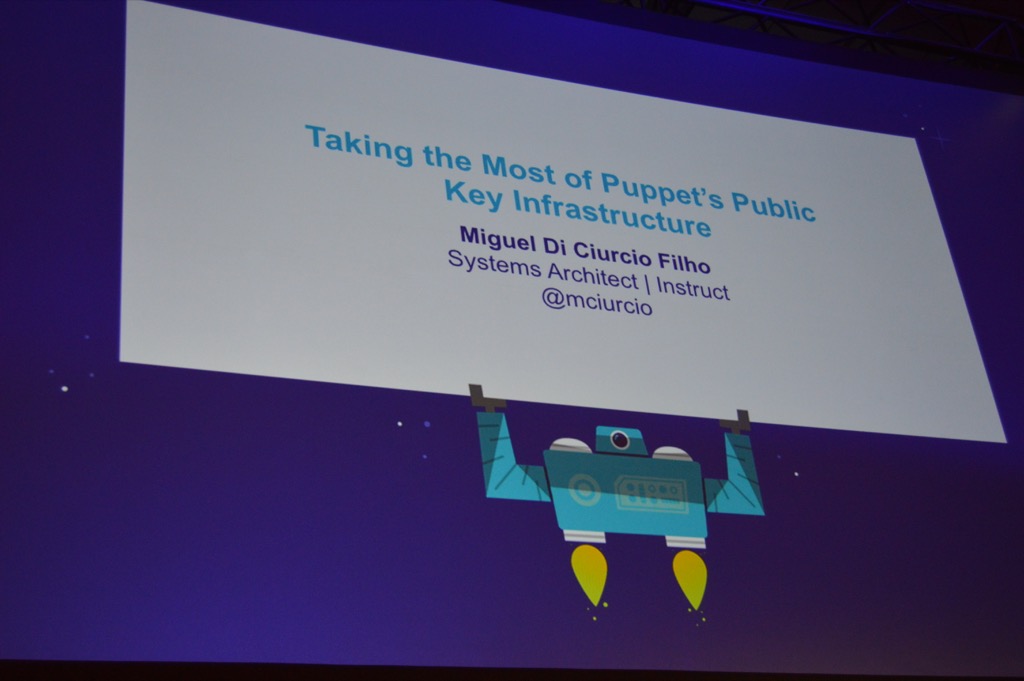 Taking the Most of Puppet’s Public
Key Infrastructure
Miguel Di Ciurcio Filho
Systems Architect | Instruct
@mciurcio